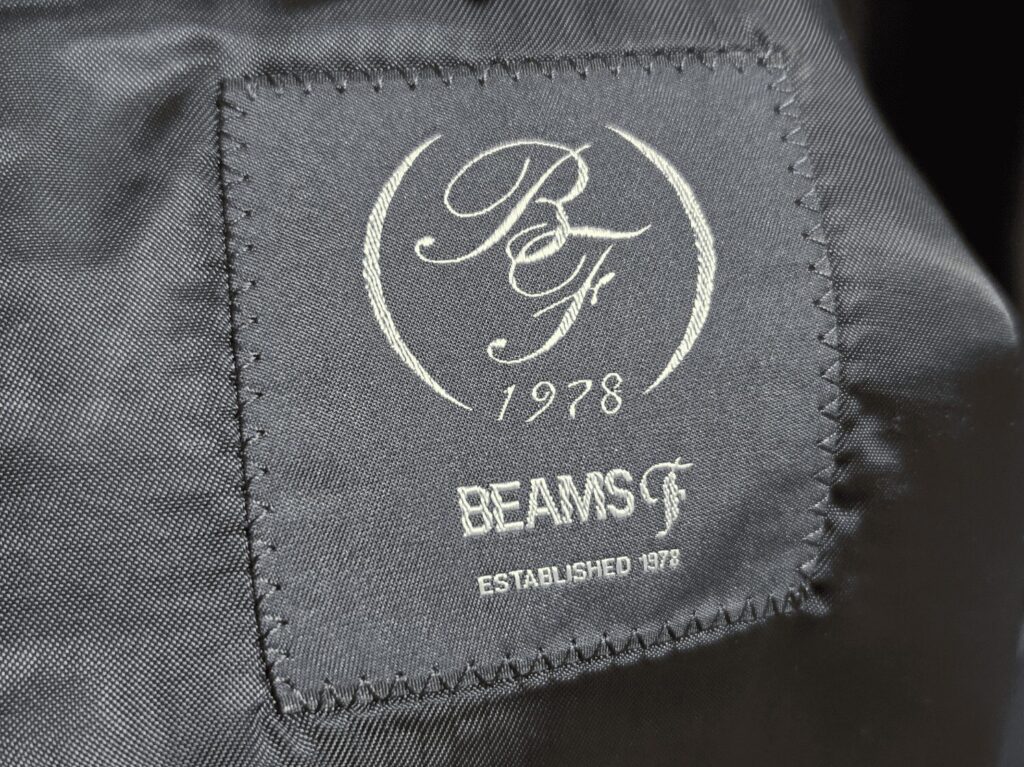 BF
1978
BEAMS F
ESTABLISHED 1978